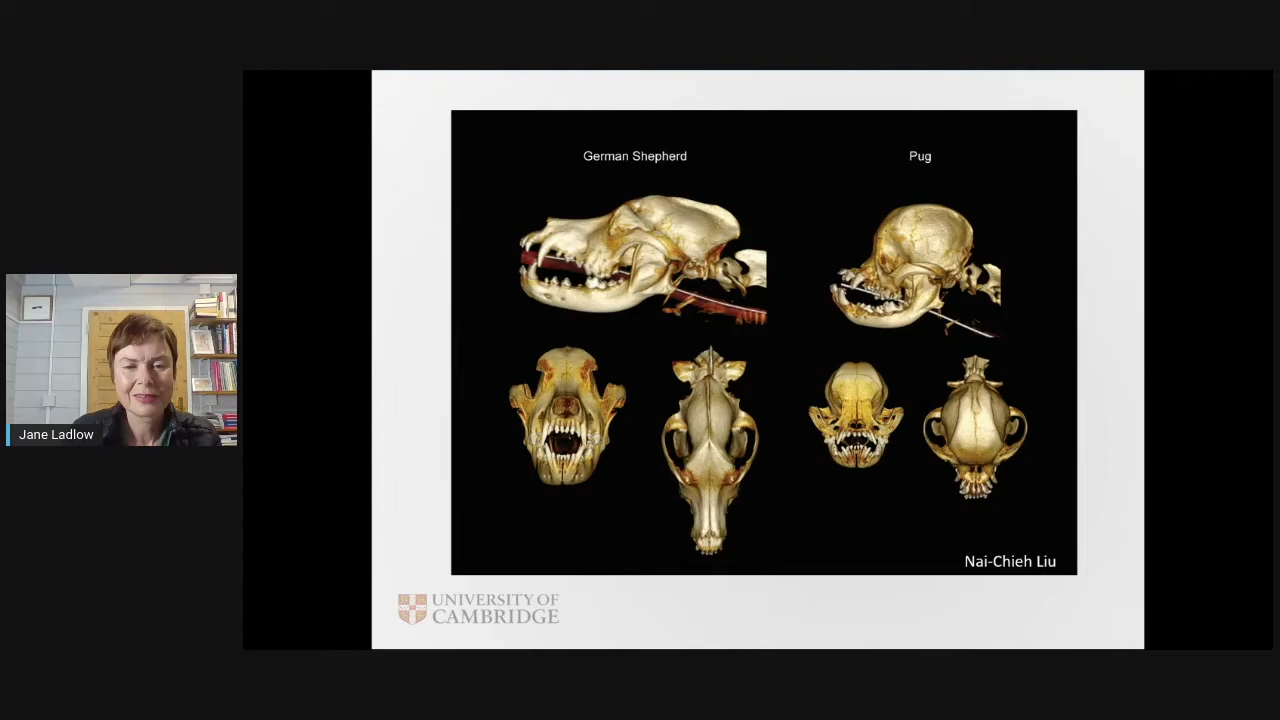 German Shepherd
Pug
Jane Ladlow
Nai-Chieh Liu
UNIVERSITY OF
CAMBRIDGE